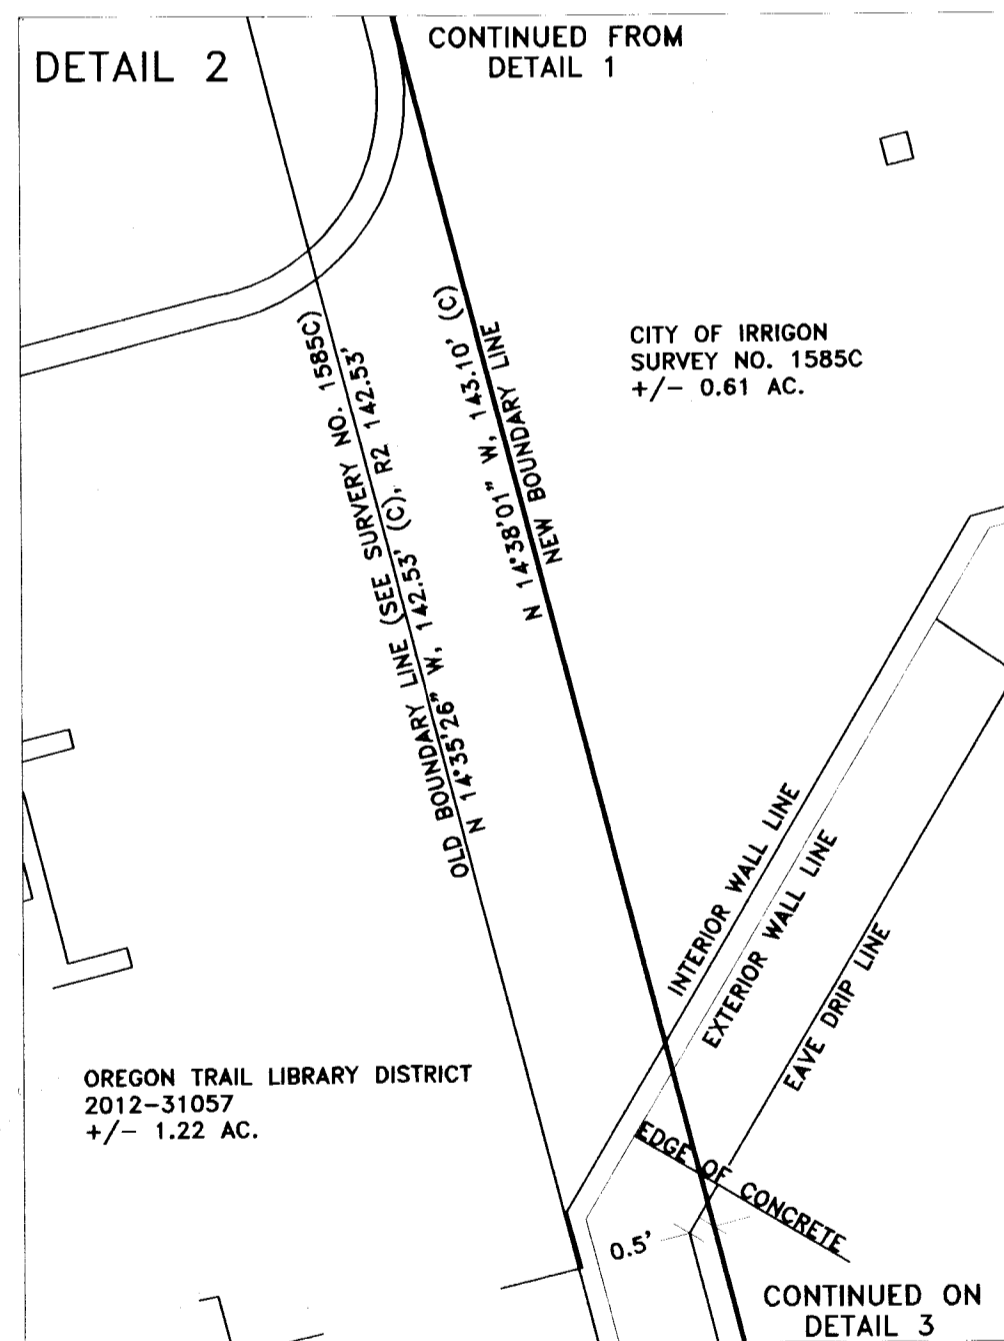 DETAIL 2
CONTINUED FROM
DETAIL 1
CITY OF IRRIGON
SURVEY NO. 1585C
+/- 0.61 AC.
OLD BOUNDARY LINE (SEE SURVERY NO. 1585C)
N 14°35'26" W, 142.53' (C), R2 142.53'
N 14°38'01" W, 143.10' (C)
NEW BOUNDARY LINE
INTERIOR WALL LINE
EXTERIOR WALL LINE
EAVE DRIP LINE
OREGON TRAIL LIBRARY DISTRICT
2012-31057
+/- 1.22 AC.
EDGE OF CONCRETE
0.5'
CONTINUED ON
DETAIL 3